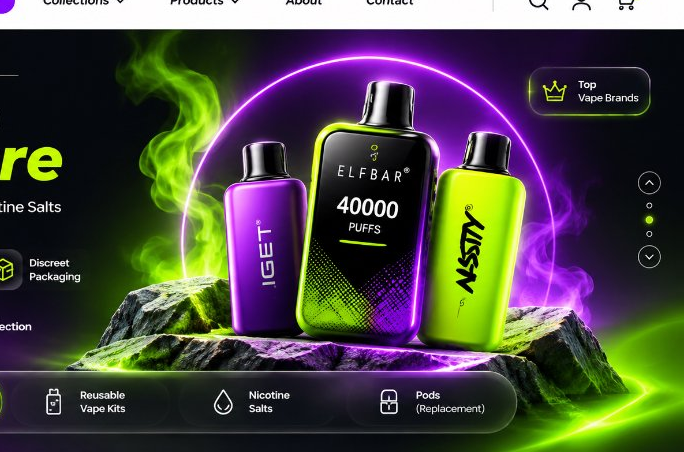 Collections
Products
About
Contact
Top
Vape Brands
re
tine Salts
ELFBAR®
40000
PUFFS
IGET®
NASSTY®
Discreet
Packaging
ection
Reusable
Vape Kits
Nicotine
Salts
Pods
(Replacement)